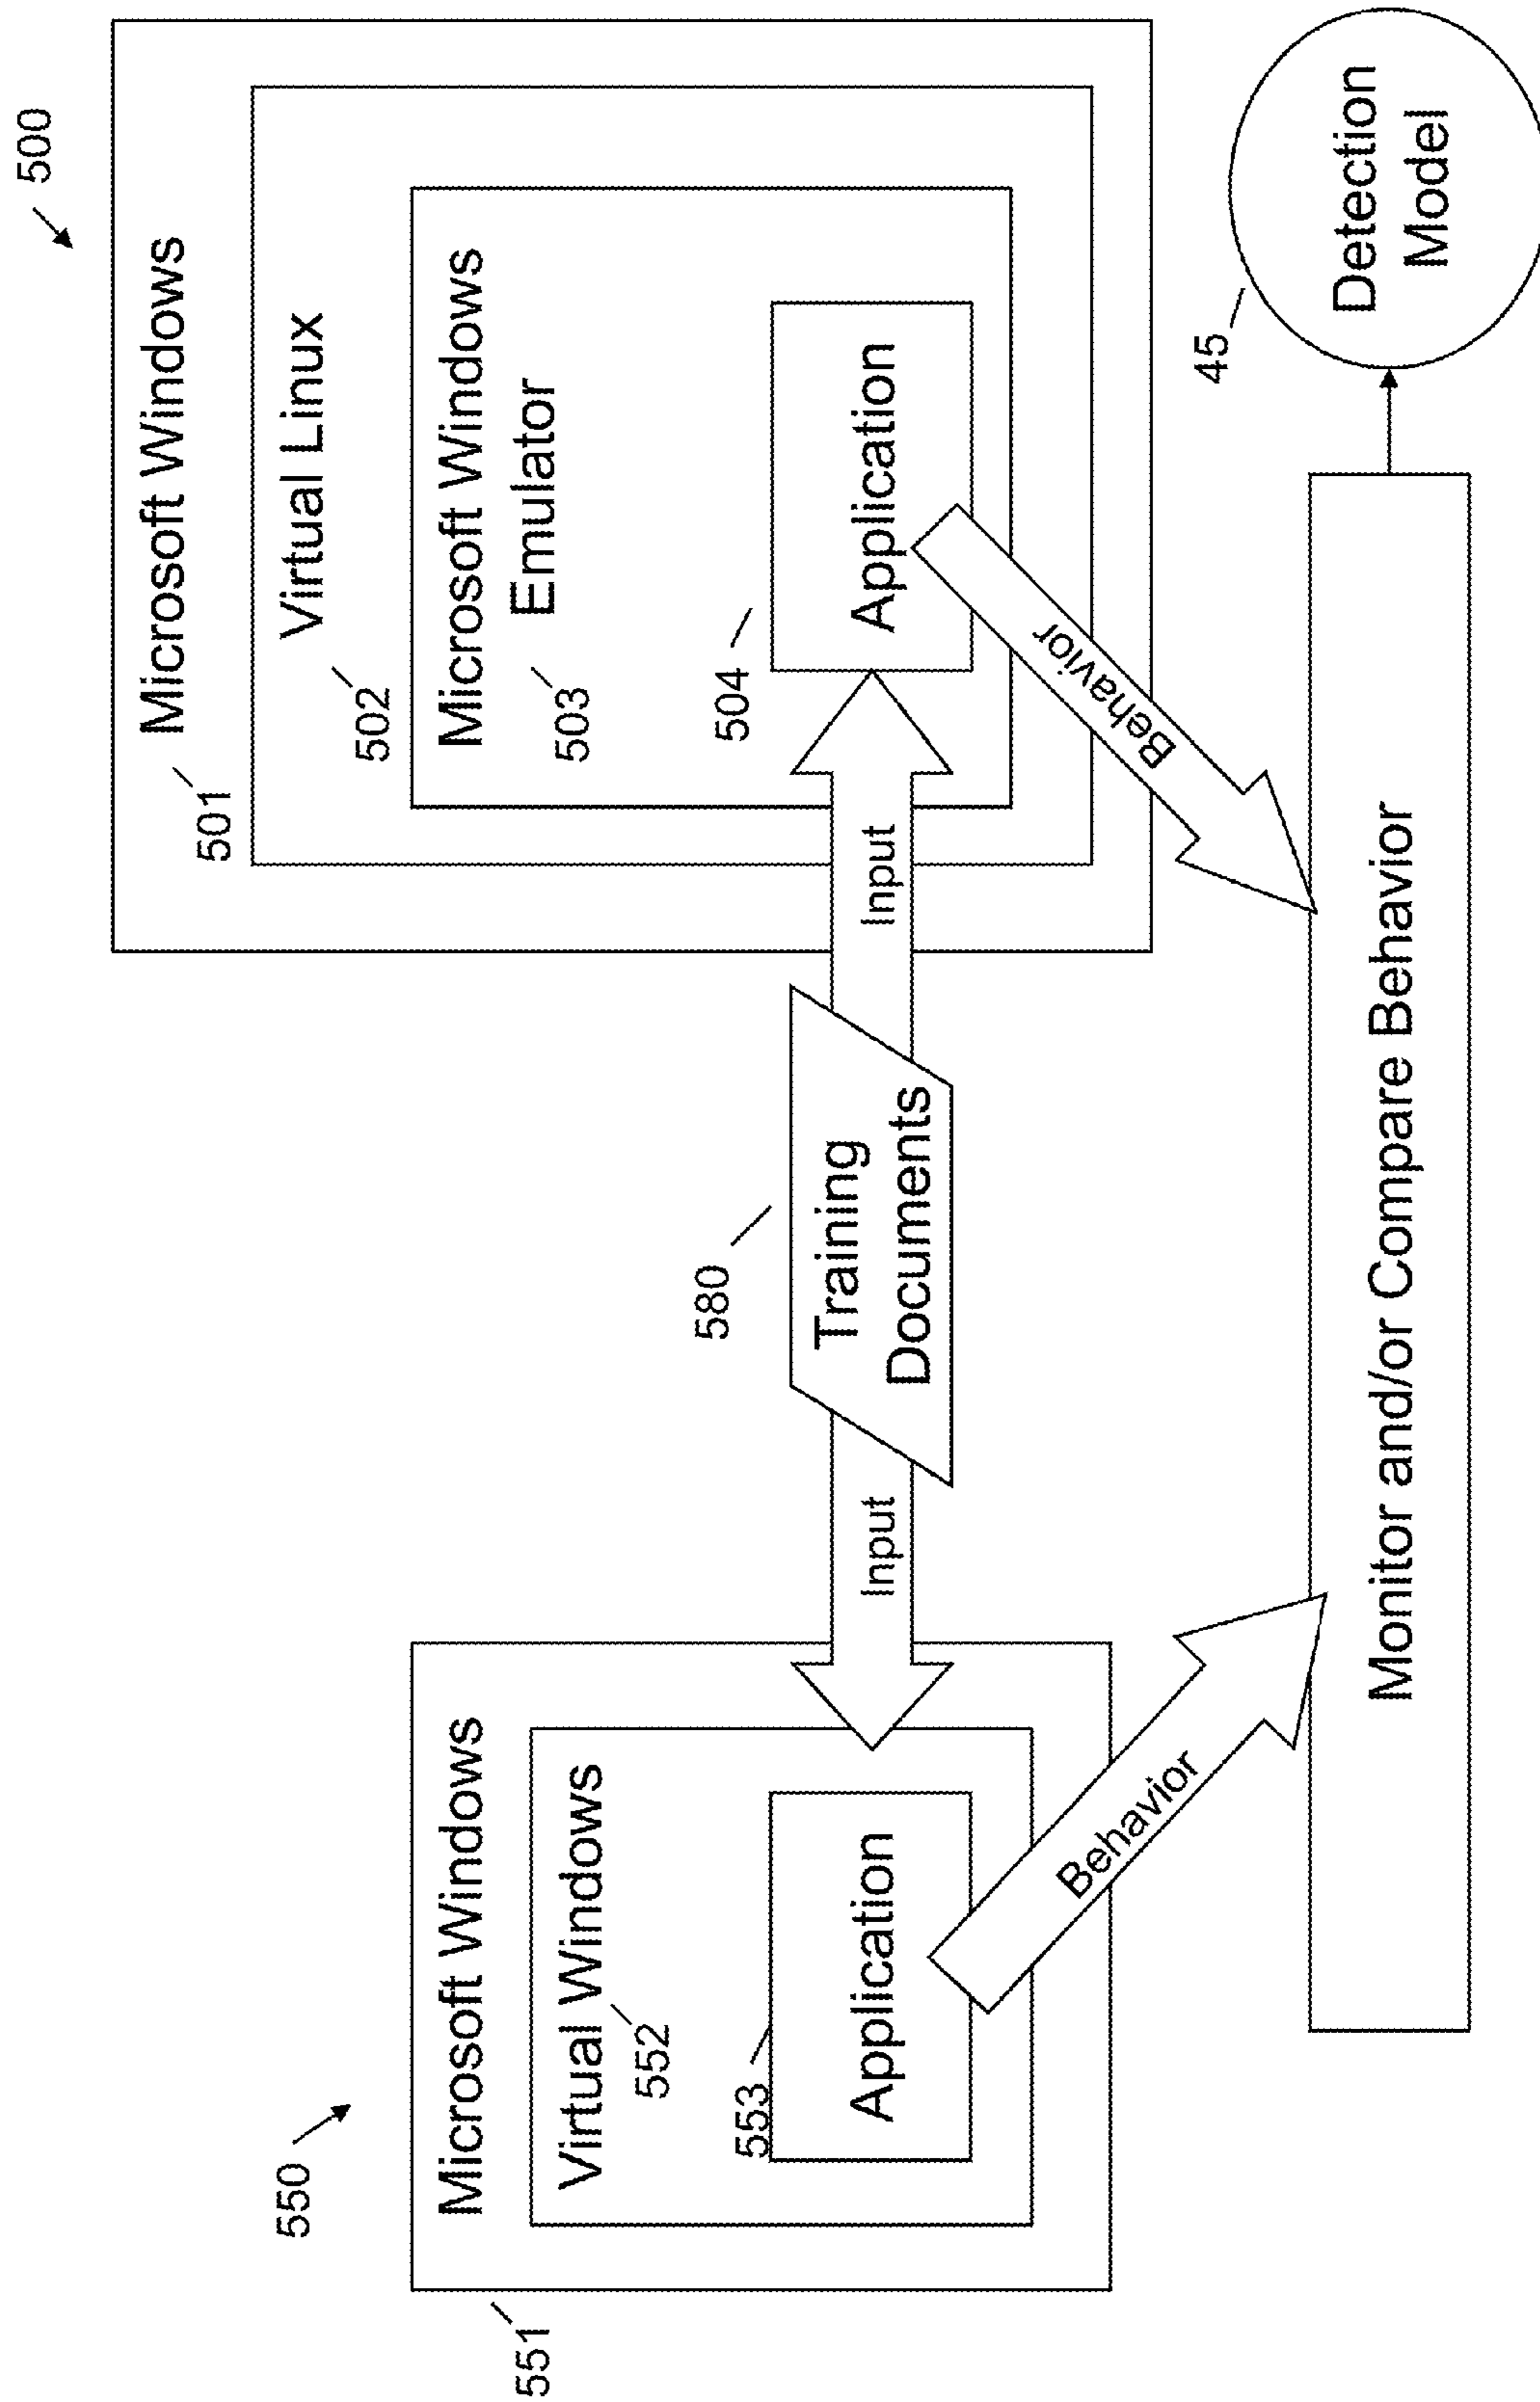 550
551
Microsoft Windows
Virtual Windows
552
553
Application
Input
Behavior
580
Training
Documents
500
Microsoft Windows
501
Virtual Linux
502
Microsoft Windows
Emulator
503
504
Application
Input
Behavior
Monitor and/or Compare Behavior
45
Detection
Model